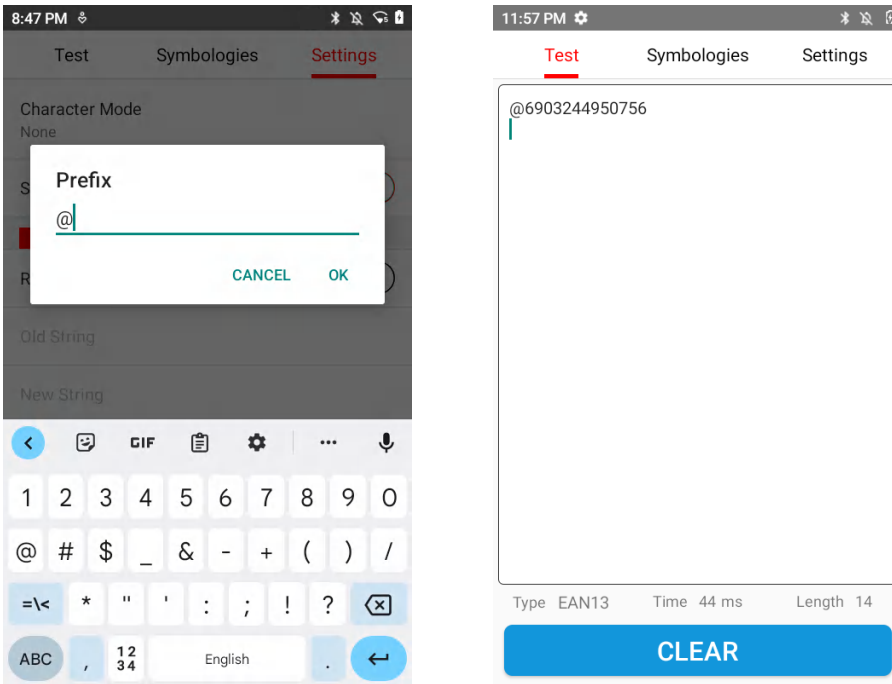 8:47 PM
Test Symbologies Settings
Character Mode
None
S
Prefix
@
CANCEL OK
R
Old String
New String
GIF
1 2 3 4 5 6 7 8 9 0
@ # $ _ & - + ( ) /
=\< * " ' : ; ! ?
ABC , 1234 English .
11:57 PM
Test Symbologies Settings
@6903244950756
Type EAN13 Time 44 ms Length 14
CLEAR